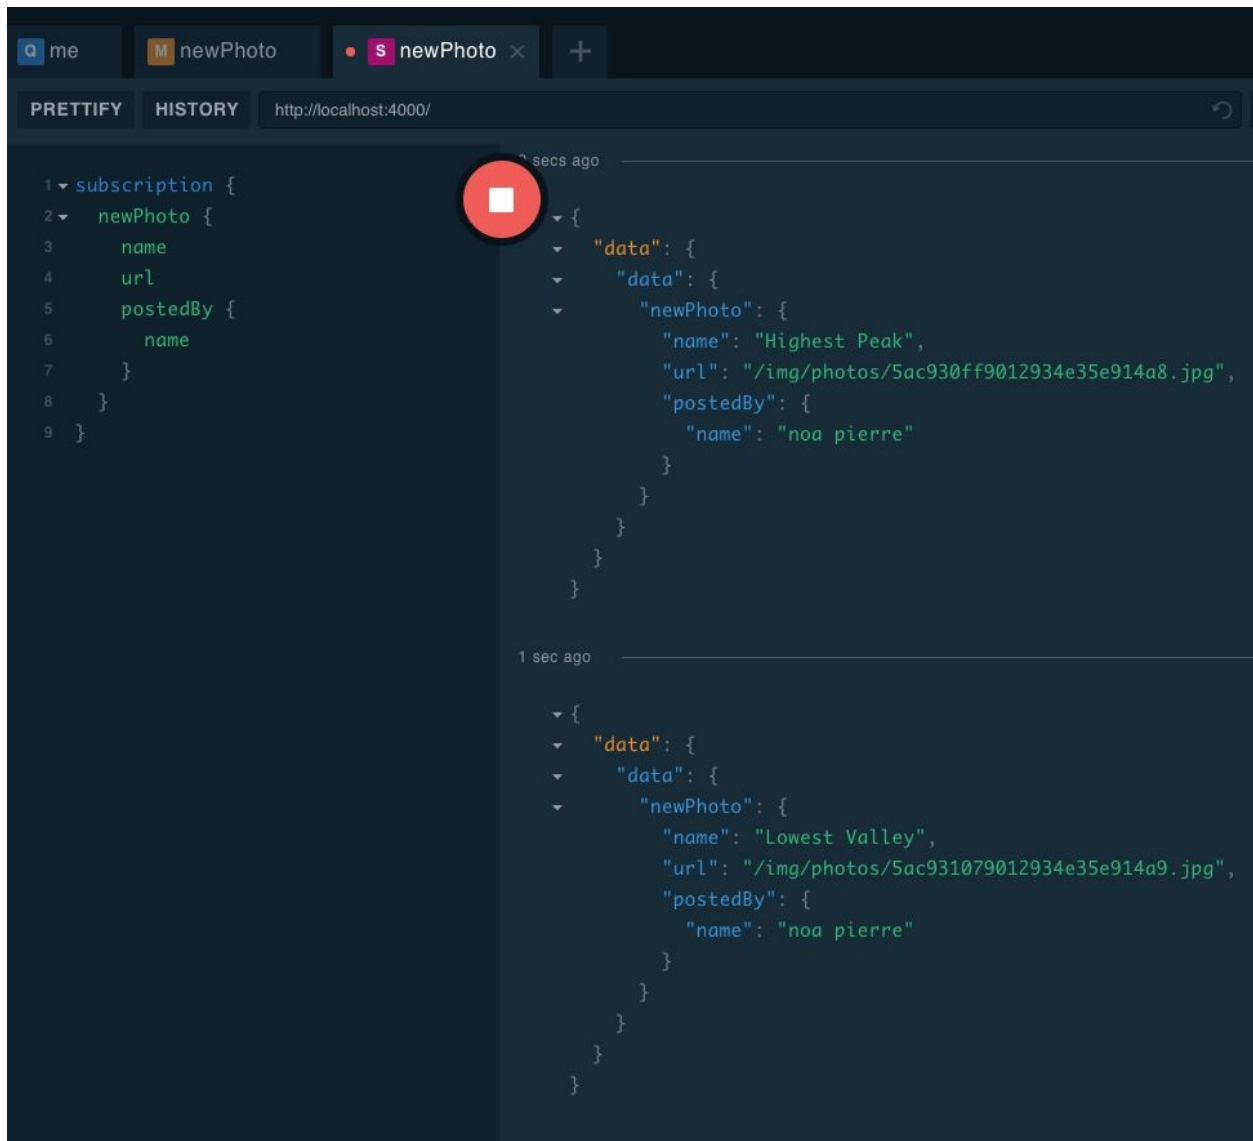 Q me M newPhoto S newPhoto × +
PRETTIFY HISTORY http://localhost:4000/
1 subscription {
2 newPhoto {
3 name
4 url
5 postedBy {
6 name
7 }
8 }
9 }
secs ago
{
"data": {
"data": {
"newPhoto": {
"name": "Highest Peak",
"url": "/img/photos/5ac930ff9012934e35e914a8.jpg",
"postedBy": {
"name": "noa pierre"
}
}
}
}
}
1 sec ago
{
"data": {
"data": {
"newPhoto": {
"name": "Lowest Valley",
"url": "/img/photos/5ac931079012934e35e914a9.jpg",
"postedBy": {
"name": "noa pierre"
}
}
}
}
}